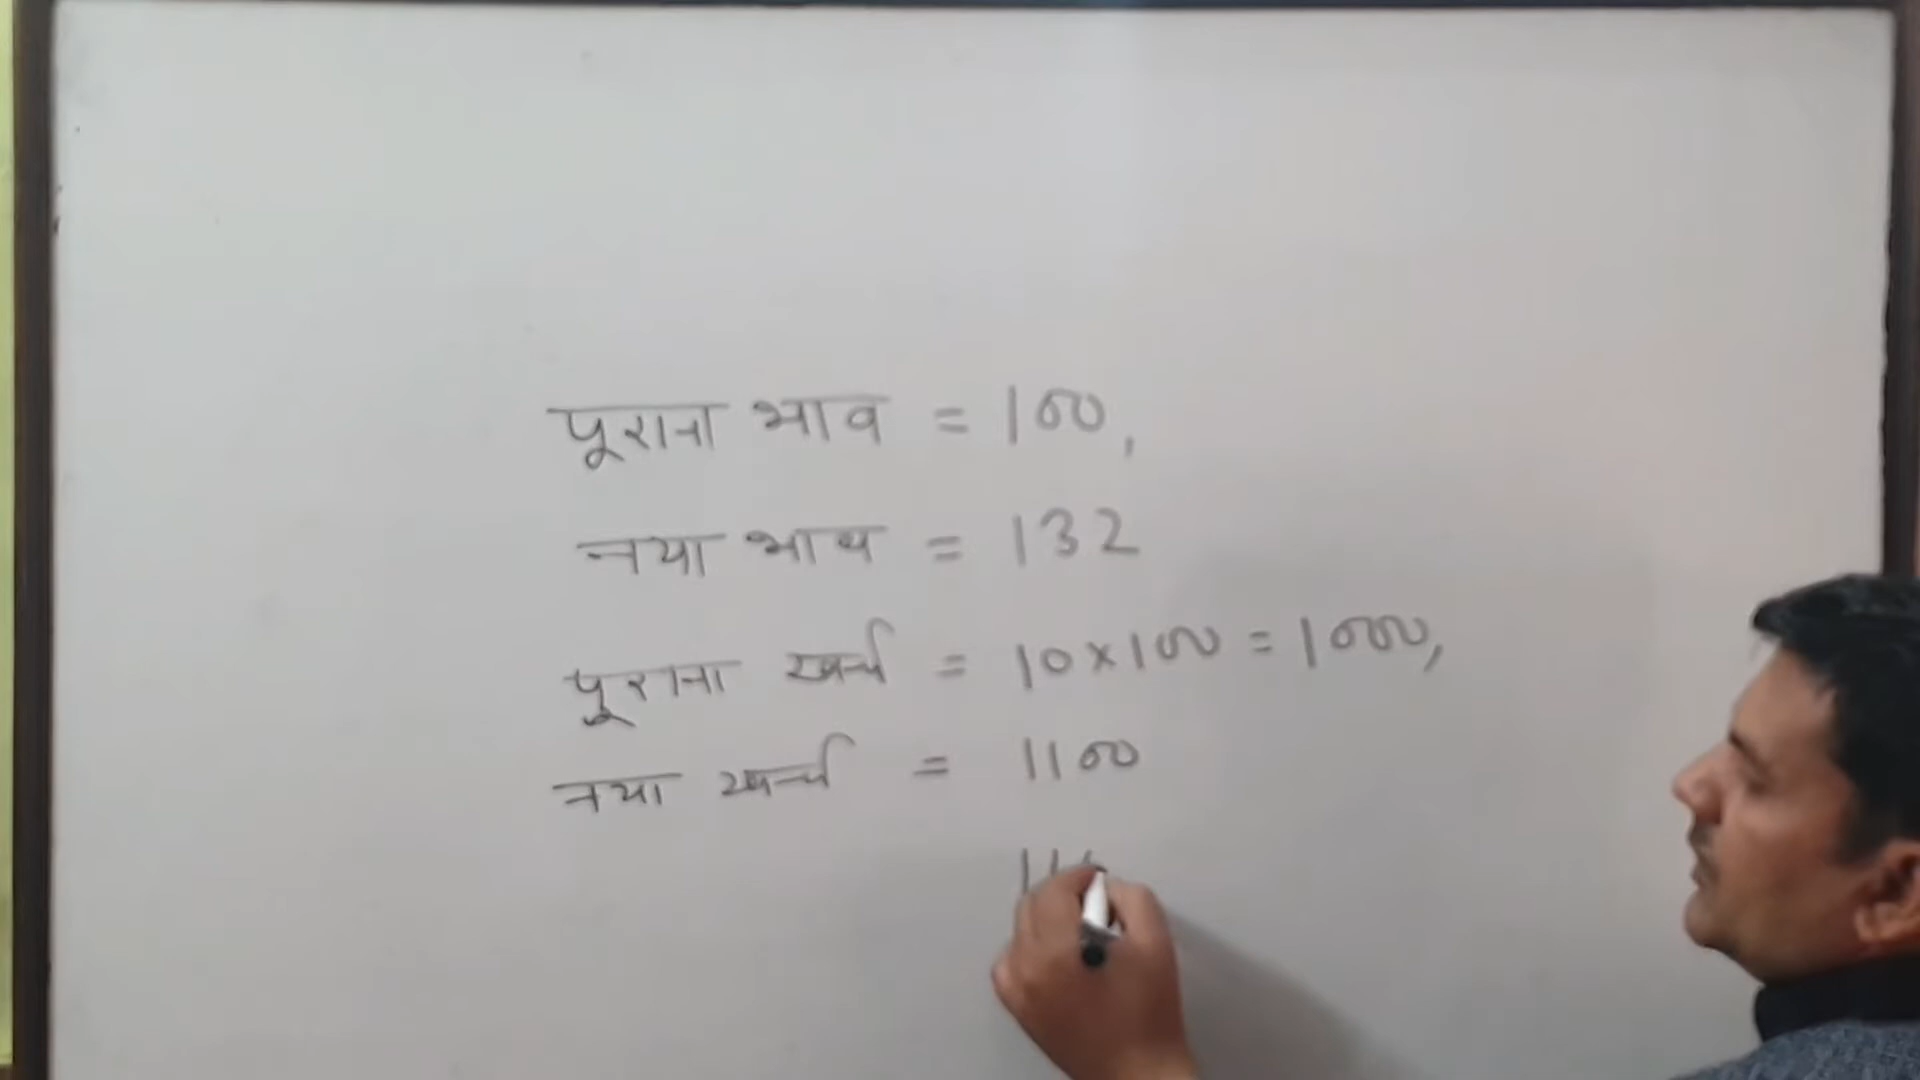 पूराना भाव = 100,
नया भाव = 132
पूराना खर्च = 10×100 = 1000,
नया खर्च = 1100